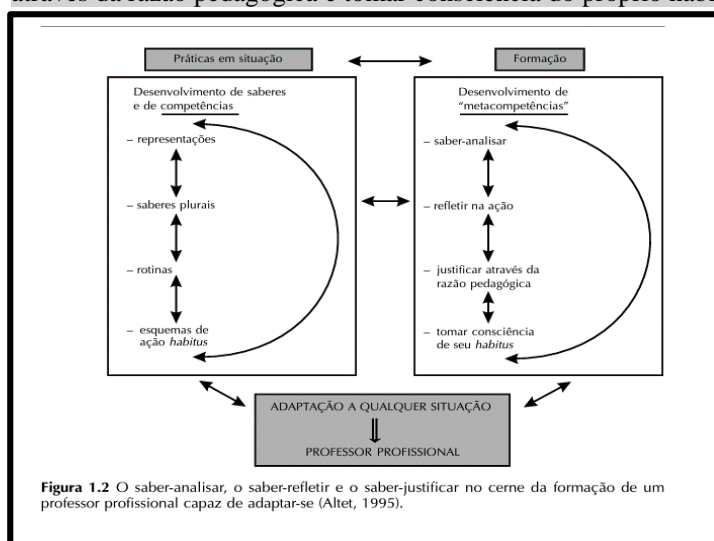 através da razão pedagógica e tomar consciência do próprio
Práticas em situação
Formação
Desenvolvimento de saberes
e de competências
– representações
– saberes plurais
– rotinas
– esquemas de
ação habitus
Desenvolvimento de
“metacompetências”
– saber-analisar
– refletir na ação
– justificar através da
razão pedagógica
– tomar consciência
de seu habitus
ADAPTAÇÃO A QUALQUER SITUAÇÃO
PROFESSOR PROFISSIONAL
Figura 1.2 O saber-analisar, o saber-refletir e o saber-justificar no cerne da formação de um
professor profissional capaz de adaptar-se (Altet, 1995).